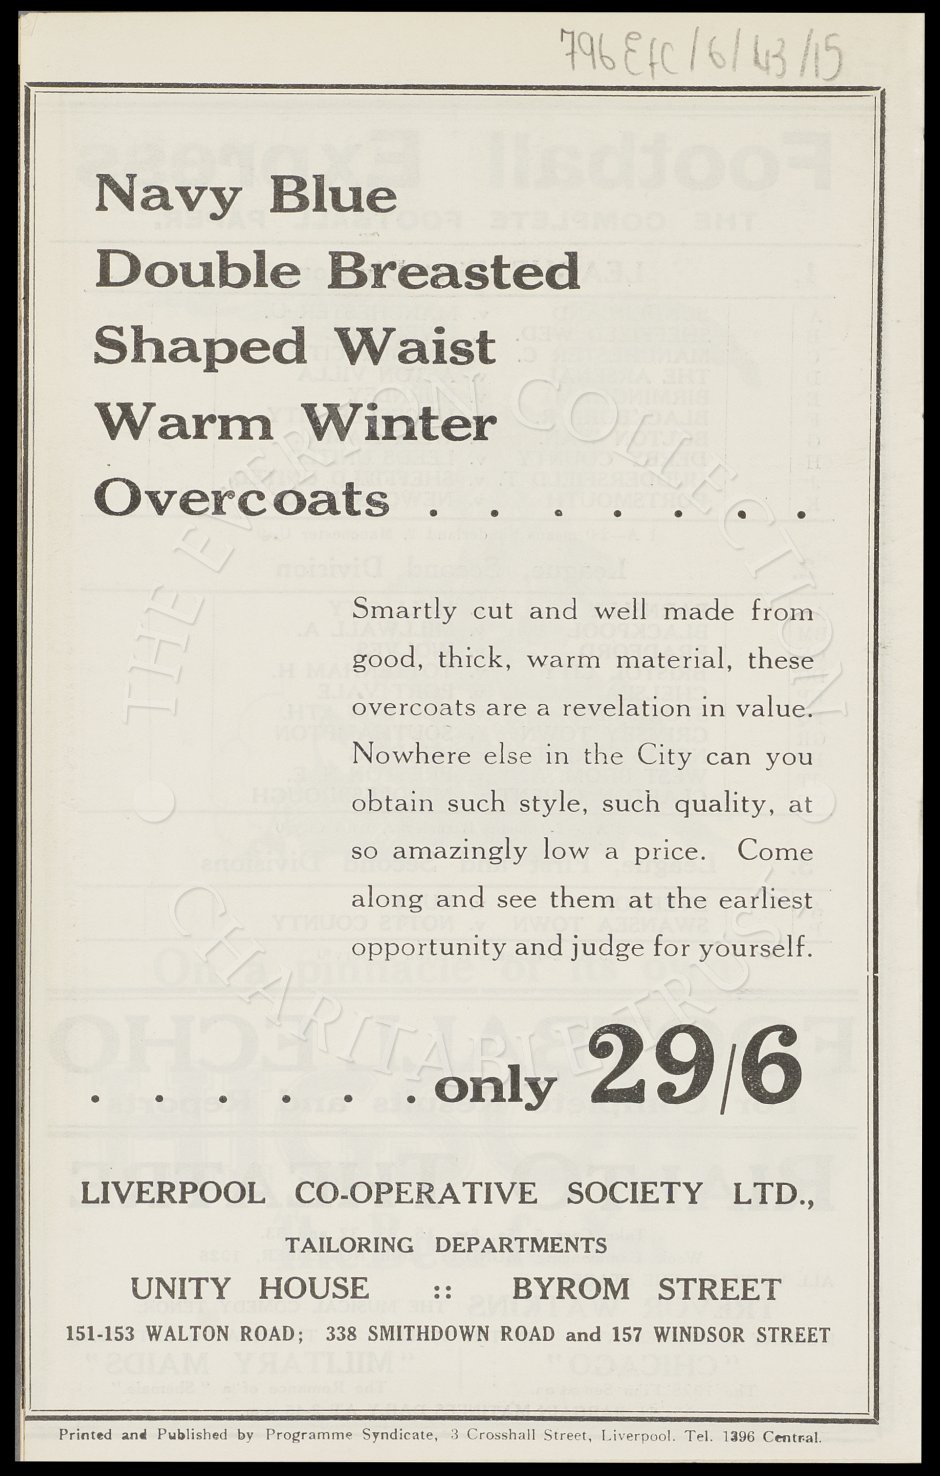 796 EFC/6/43/15
Navy Blue
Double Breasted
Shaped Waist
Warm Winter
Overcoats . . . . . . .
Smartly cut and well made from
good, thick, warm material, these
overcoats are a revelation in value.
Nowhere else in the City can you
obtain such style, such quality, at
so amazingly low a price. Come
along and see them at the earliest
opportunity and judge for yourself.
. . . . . . only 29/6
LIVERPOOL CO-OPERATIVE SOCIETY LTD.,
TAILORING DEPARTMENTS
UNITY HOUSE :: BYROM STREET
151-153 WALTON ROAD; 338 SMITHDOWN ROAD and 157 WINDSOR STREET
Printed and Published by Programme Syndicate, 3 Crosshall Street, Liverpool. Tel. 1396 Central.
THE EVERTON COLLECTION
CHARITABLE TRUST